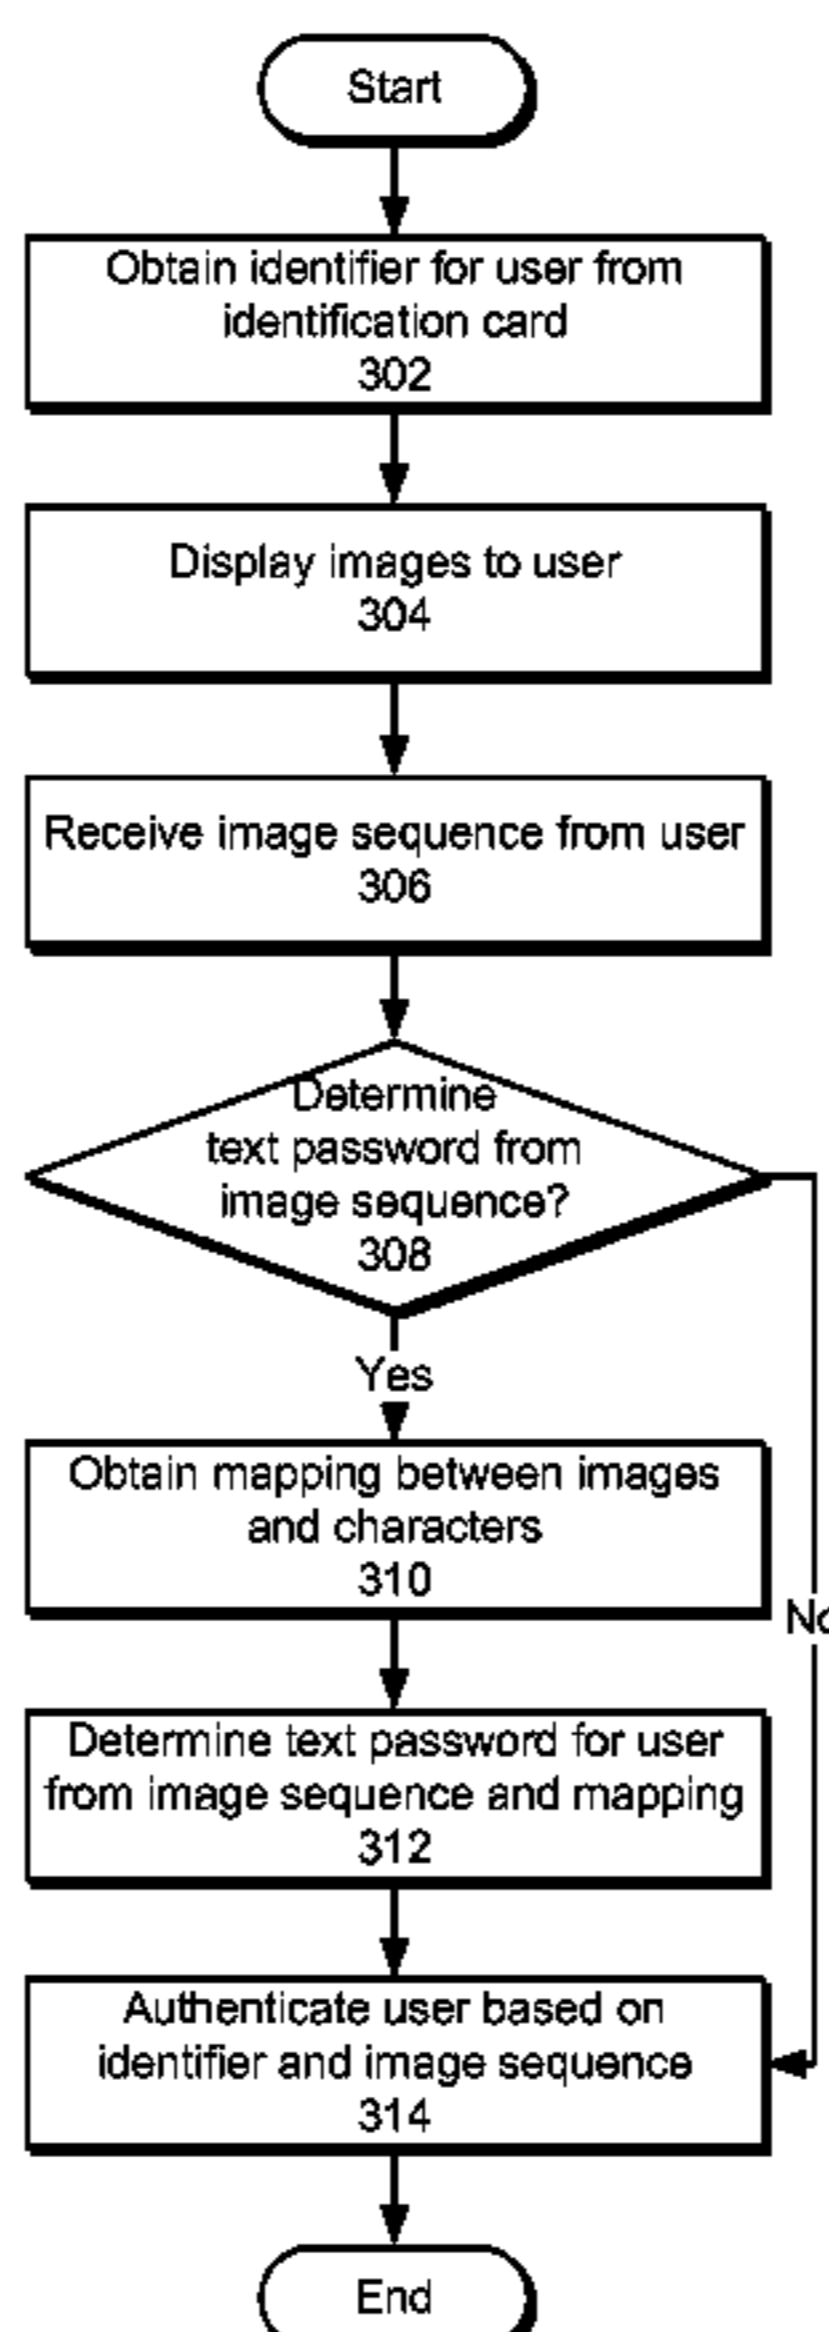 Start
Obtain identifier for user from
identification card
302
Display images to user
304
Receive image sequence from user
306
Determine
text password from
image sequence?
308
Yes
Obtain mapping between images
and characters
310
No
Determine text password for user
from image sequence and mapping
312
Authenticate user based on
identifier and image sequence
314
End